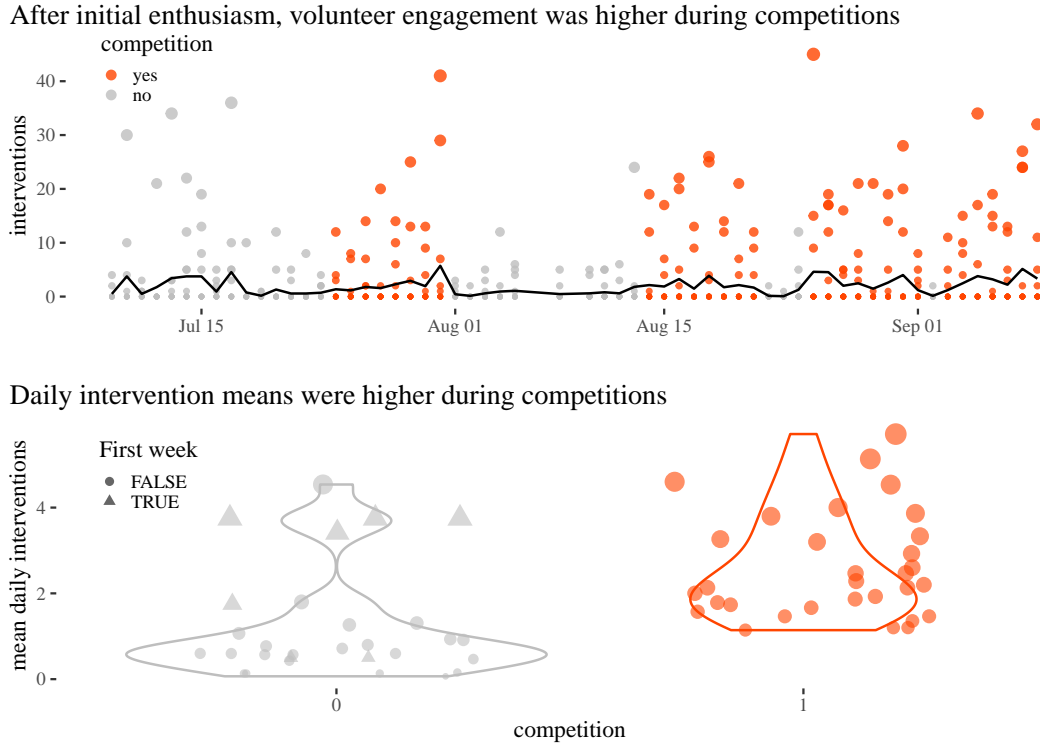 After initial enthusiasm, volunteer engagement was higher during competitions
competition
yes
no
interventions
40
30
20
10
0
Jul 15
Aug 01
Aug 15
Sep 01
Daily intervention means were higher during competitions
First week
FALSE
TRUE
mean daily interventions
4
2
0
0
1
competition